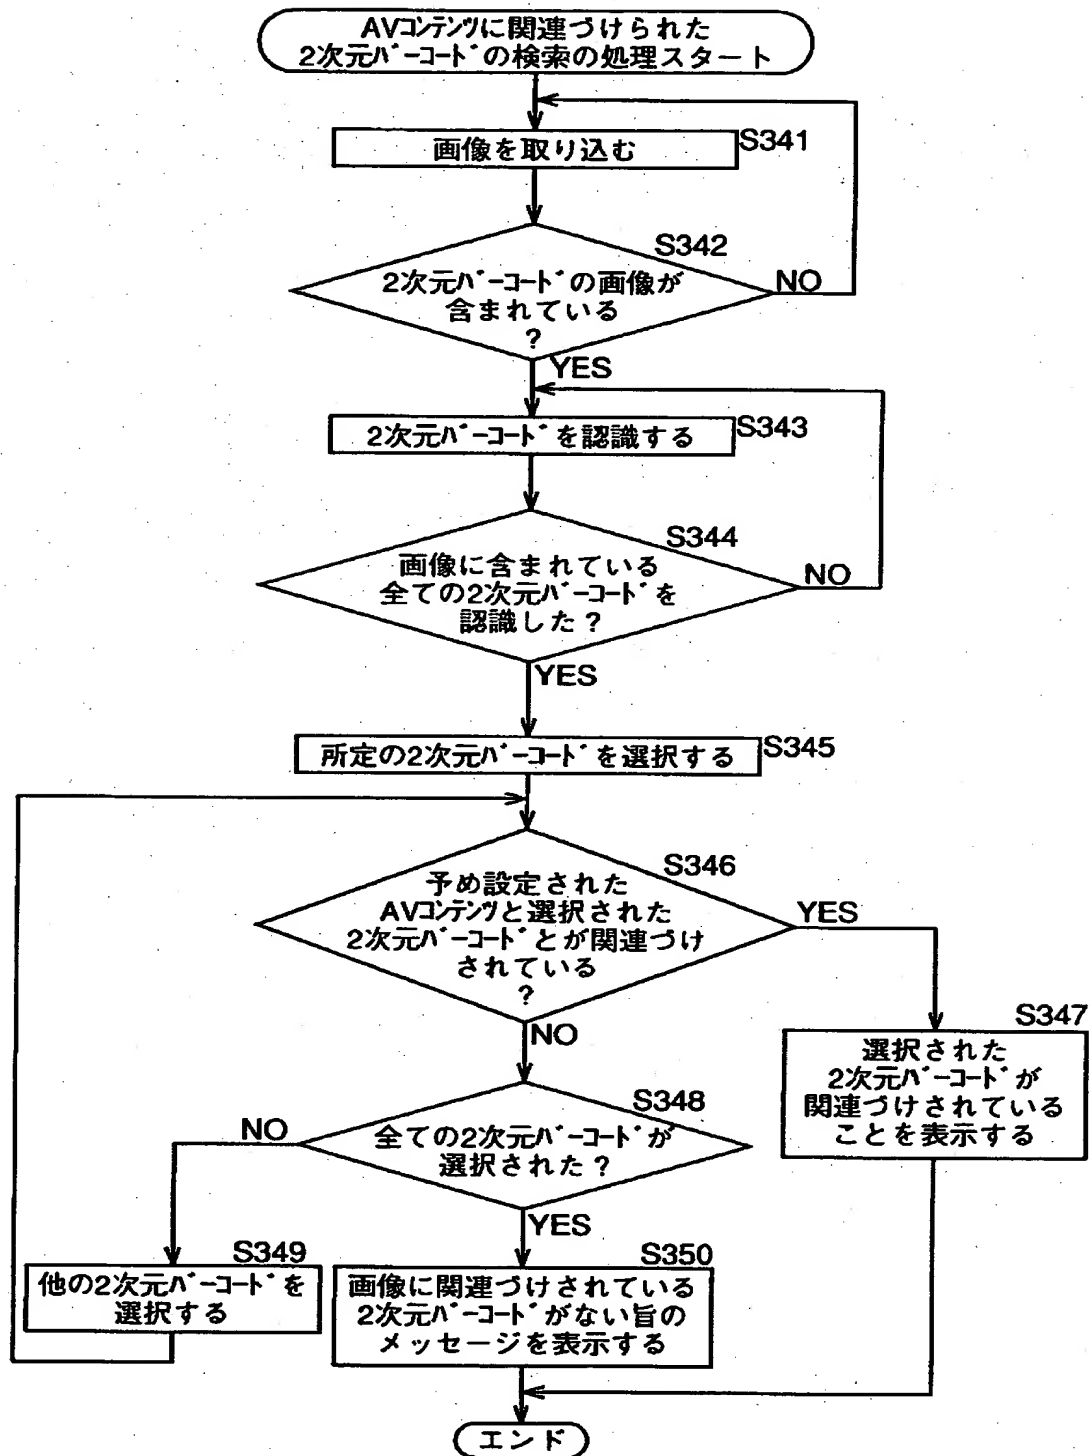 AVコンテンツに関連づけられた
2次元バーコードの検索の処理スタート
画像を取り込む
S341
S342
2次元バーコードの画像が
含まれている
?
NO
YES
2次元バーコードを認識する
S343
S344
画像に含まれている
全ての2次元バーコードを
認識した?
NO
YES
所定の2次元バーコードを選択する
S345
S346
予め設定された
AVコンテンツと選択された
2次元バーコードとが関連づけ
されている
?
YES
NO
S347
選択された
2次元バーコードが
関連づけされている
ことを表示する
S348
全ての2次元バーコードが
選択された?
NO
YES
S349
他の2次元バーコードを
選択する
S350
画像に関連づけされている
2次元バーコードがない旨の
メッセージを表示する
エンド